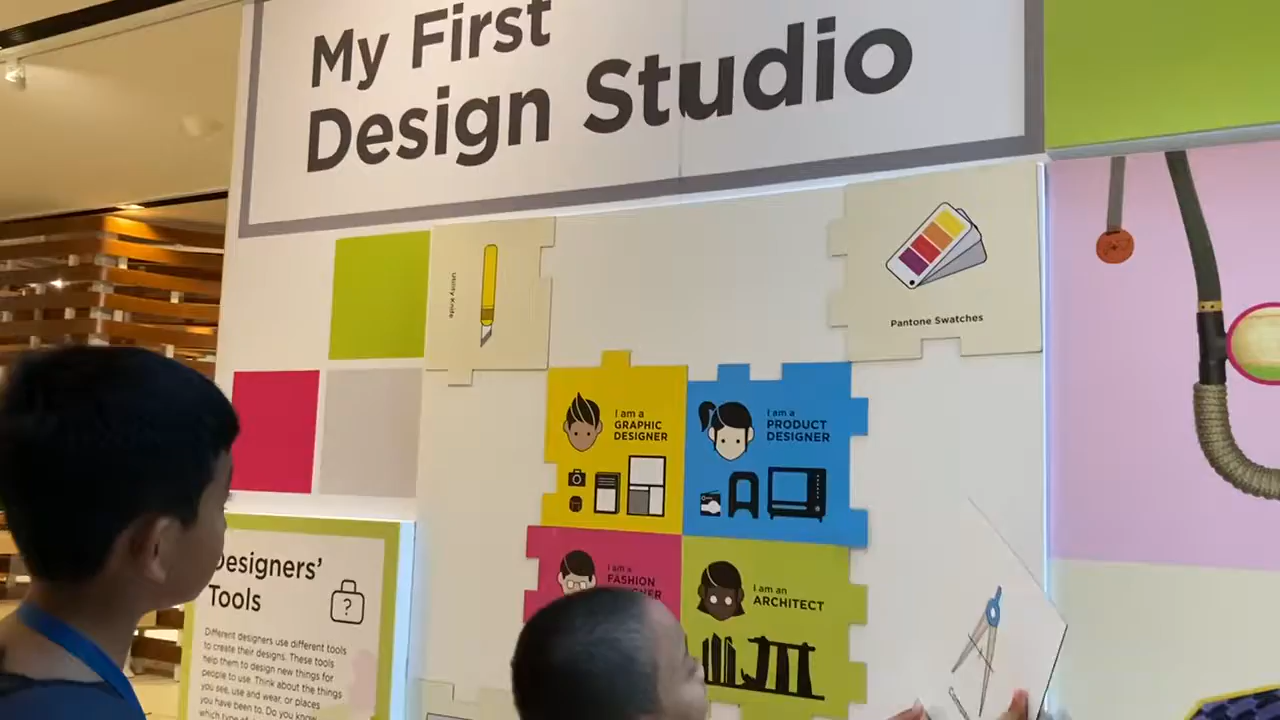 My First
Design Studio
Utility Knife
Pantone Swatches
I am a
GRAPHIC
DESIGNER
I am a
PRODUCT
DESIGNER
I am a
FASHION
I am an
ARCHITECT
Designers'
Tools
?
Different designers use different tools
to create their designs. These tools
help them to design new things for
people to use. Think about the things
you see, use and wear, or places
you have been to. Do you know
which type of